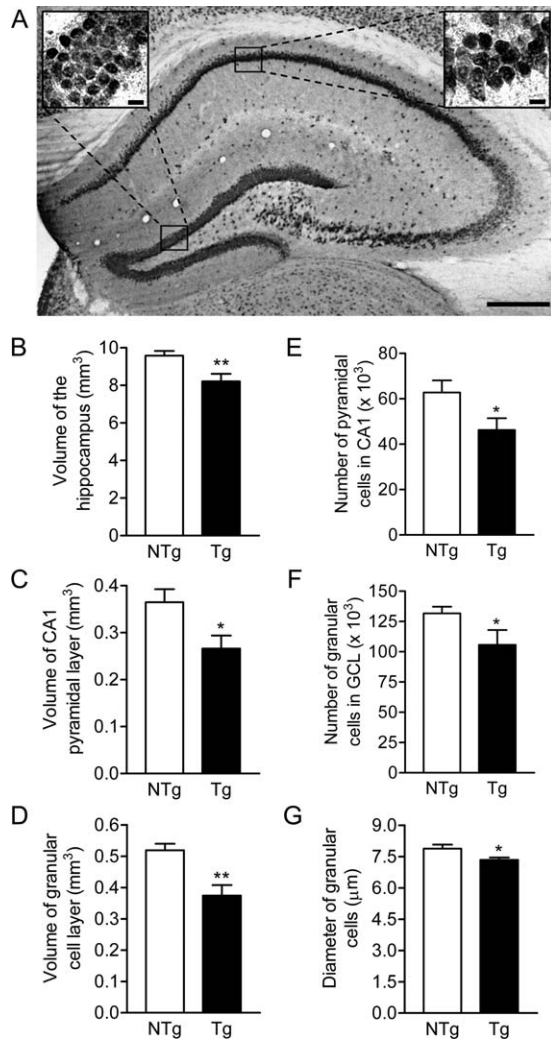 A
B
Volume of the
hippocampus (mm³)
10
8
6
4
2
0
**
NTg Tg
C
Volume of CA1
pyramidal layer (mm³)
0.4
0.3
0.2
0.1
0.0
*
NTg Tg
D
Volume of granular
cell layer (mm³)
0.6
0.5
0.4
0.3
0.2
0.1
0.0
**
NTg Tg
E
Number of pyramidal
cells in CA1 (x 10³)
80
60
40
20
0
*
NTg Tg
F
Number of granular
cells in GCL (x 10³)
150
125
100
75
50
25
0
*
NTg Tg
G
Diameter of granular
cells (μm)
9.0
7.5
6.0
4.5
3.0
1.5
0.0
*
NTg Tg